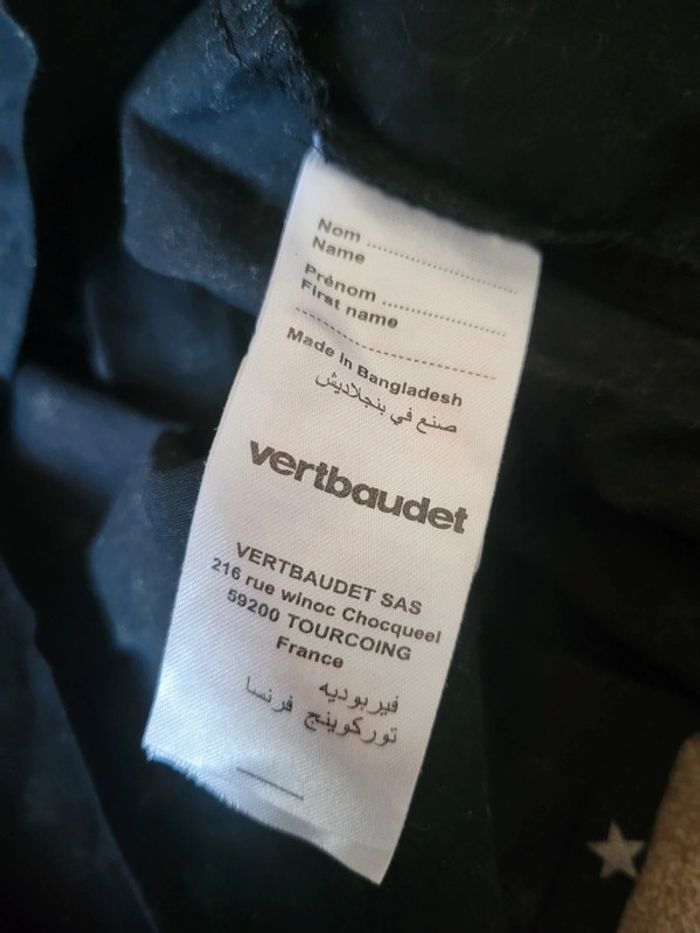 Nom ....................................
Name
Prénom ..............................
First name
Made in Bangladesh
صنع في بنجلاديش
vertbaudet
VERTBAUDET SAS
216 rue winoc Chocqueel
59200 TOURCOING
France
فيربوديه
توركوينج فرنسا